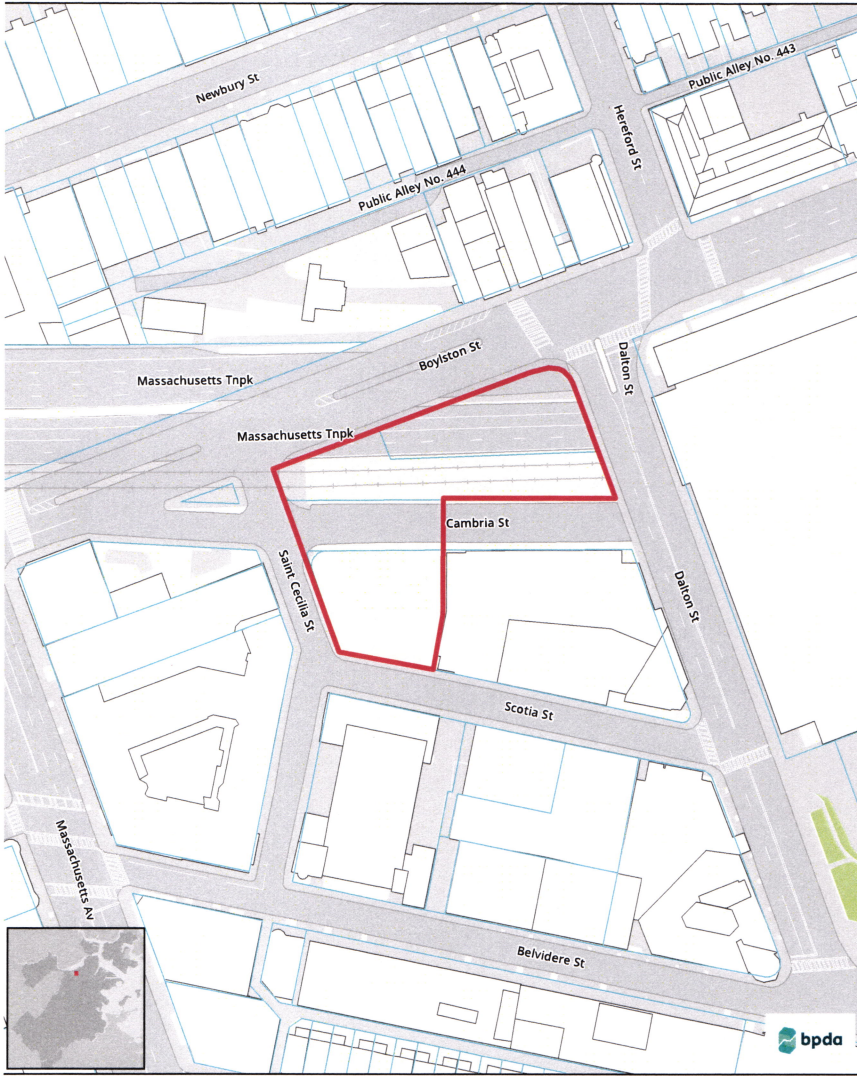 Newbury St
Public Alley No. 443
Hereford St
Public Alley No. 444
Boylston St
Dalton St
Massachusetts Tnpk
Massachusetts Tnpk
Cambria St
Saint Cecilia St
Dalton St
Scotia St
Massachusetts Av
Belvidere St
bpda